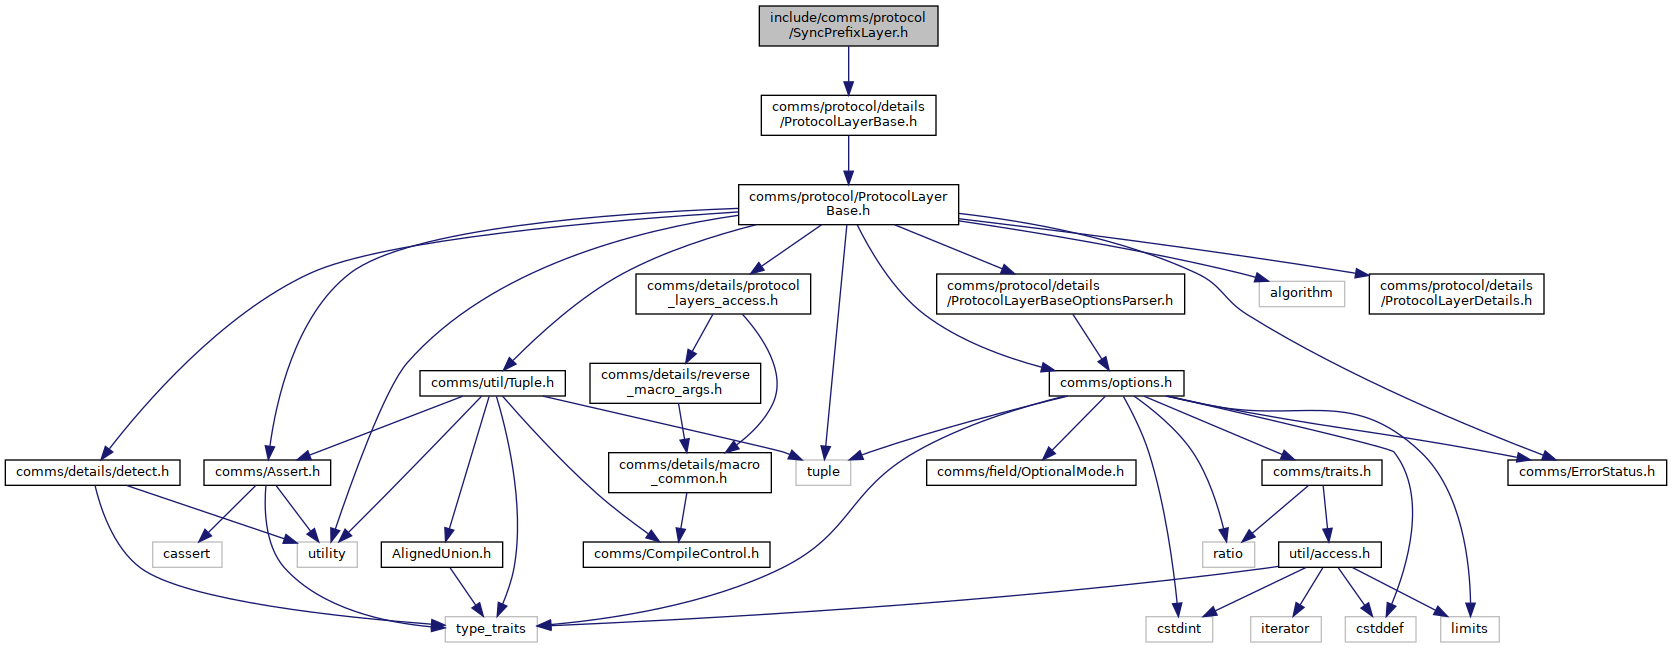 include/comms/protocol
/SyncPrefixLayer.h
comms/protocol/details
/ProtocolLayerBase.h
comms/protocol/ProtocolLayer
Base.h
comms/details/protocol
_layers_access.h
comms/protocol/details
/ProtocolLayerBaseOptionsParser.h
algorithm
comms/protocol/details
/ProtocolLayerDetails.h
comms/util/Tuple.h
comms/details/reverse
_macro_args.h
comms/options.h
comms/details/detect.h
comms/Assert.h
comms/details/macro
_common.h
tuple
comms/field/OptionalMode.h
comms/traits.h
comms/ErrorStatus.h
cassert
utility
AlignedUnion.h
comms/CompileControl.h
ratio
util/access.h
type_traits
cstdint
iterator
cstddef
limits